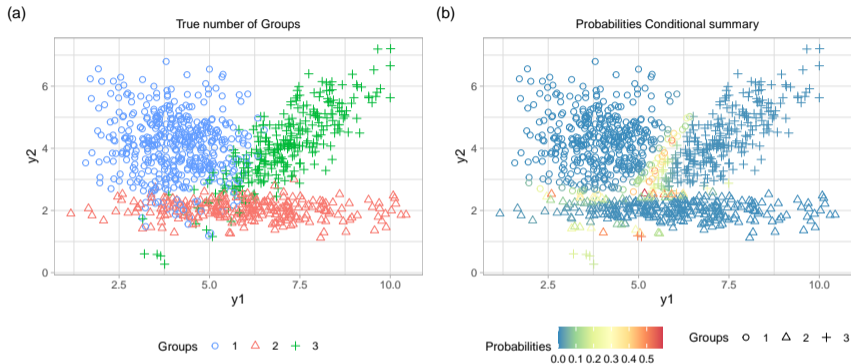 (a)
True number of Groups
y2
6
4
2
0
2.5 5.0 7.5 10.0
y1
Groups 1 2 3
(b)
Probabilities Conditional summary
y2
6
4
2
0
2.5 5.0 7.5 10.0
y1
Probabilities
0.0 0.1 0.2 0.3 0.4 0.5
Groups 1 2 3